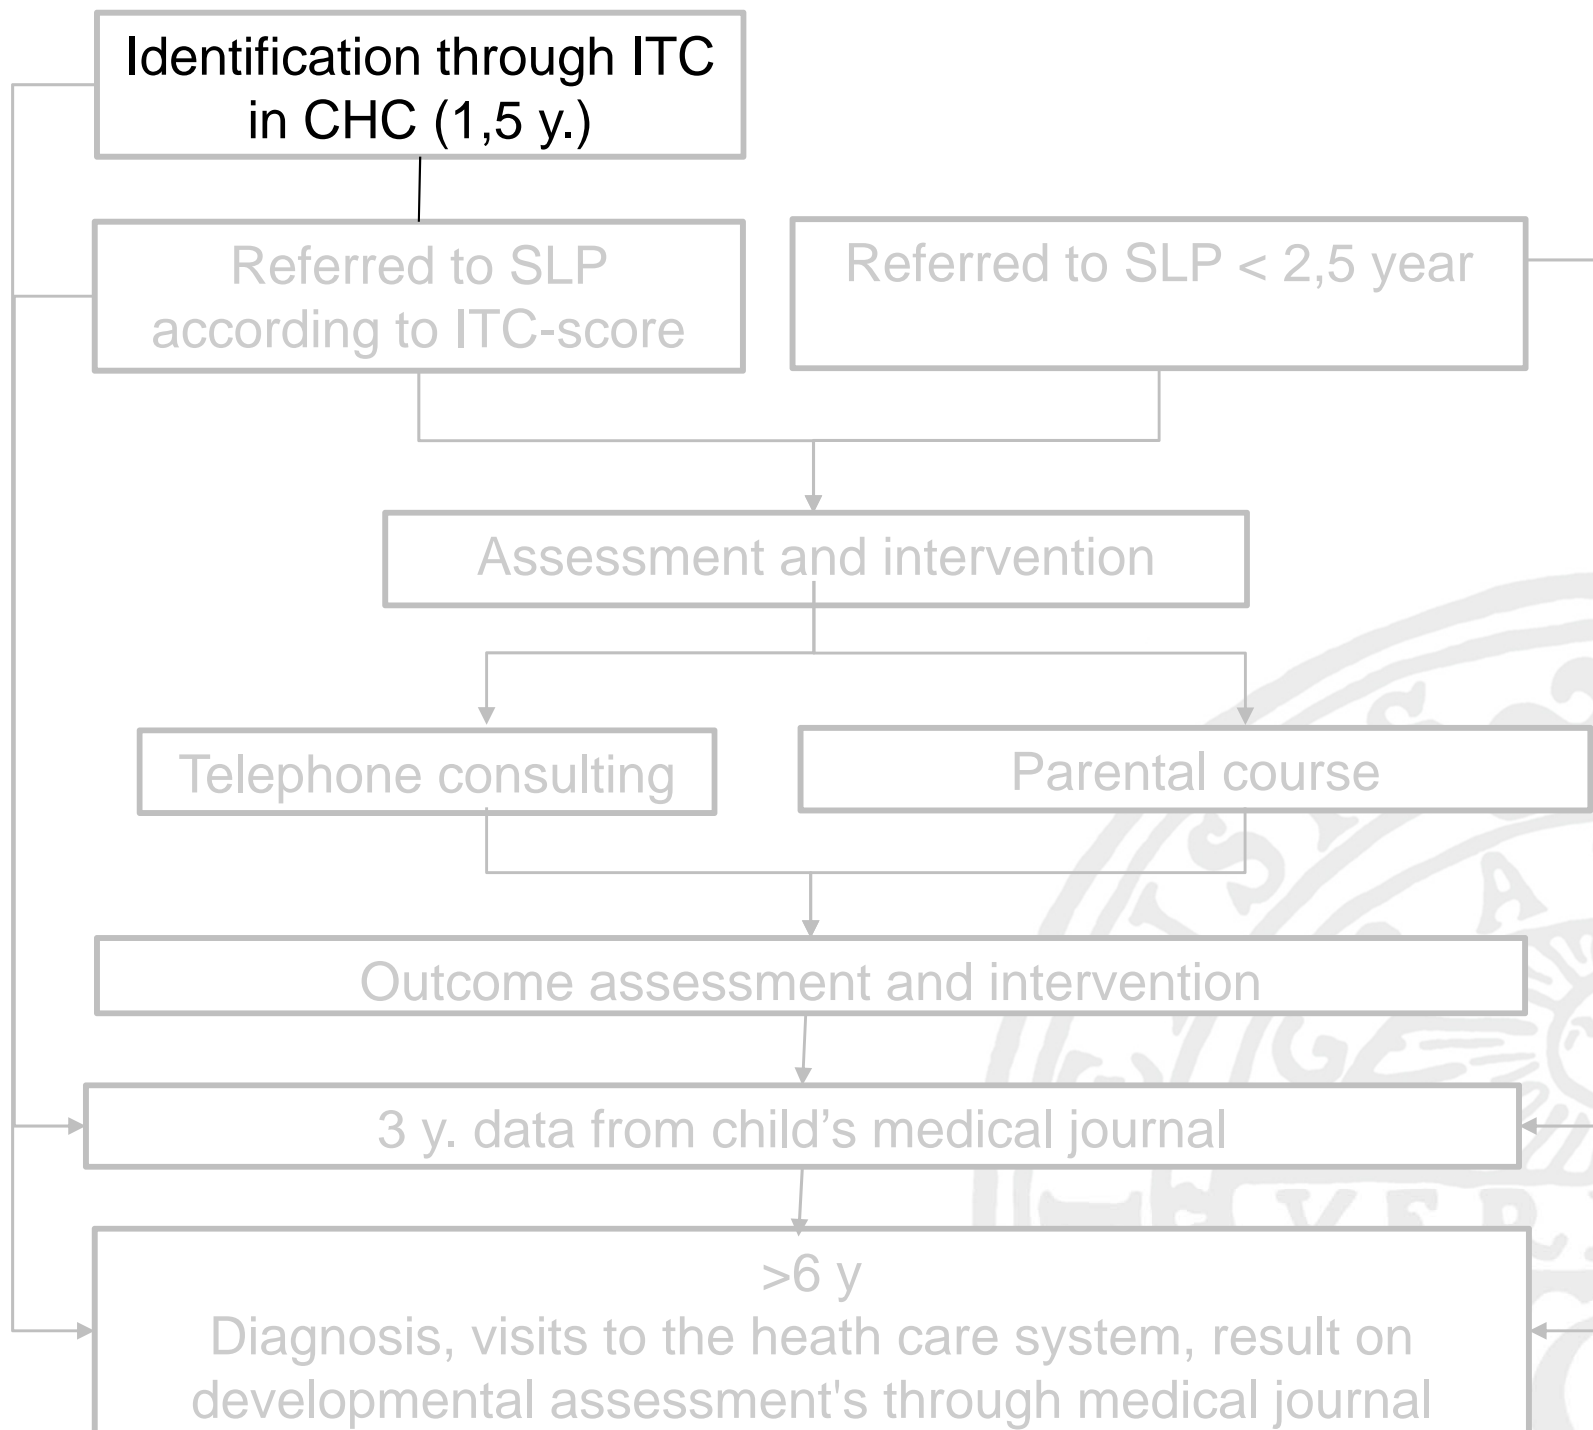 Identification through ITC
in CHC (1,5 y.)
Referred to SLP
according to ITC-score
Referred to SLP < 2,5 year
Assessment and intervention
Telephone consulting
Parental course
Outcome assessment and intervention
3 y. data from child’s medical journal
>6 y
Diagnosis, visits to the heath care system, result on
developmental assessment's through medical journal